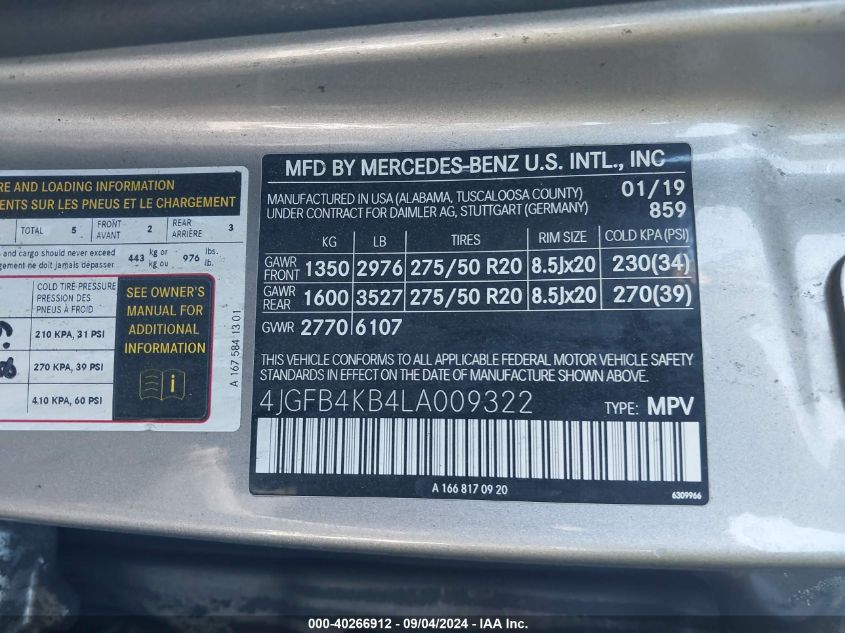 RE AND LOADING INFORMATION
ENTS SUR LES PNEUS ET LE CHARGEMENT
TOTAL 5 FRONT AVANT 2 REAR ARRIÈRE 3
and cargo should never exceed 443 kg or 976 lbs.
gement ne doit jamais dépasser kg ou lb.
COLD TIRE-PRESSURE
PRESSION DES
PNEUS À FROID
210 KPA, 31 PSI
270 KPA, 39 PSI
410 KPA, 60 PSI
SEE OWNER'S
MANUAL FOR
ADDITIONAL
INFORMATION
i
A 167 584 13 01
MFD BY MERCEDES-BENZ U.S. INTL., INC
MANUFACTURED IN USA (ALABAMA, TUSCALOOSA COUNTY) 01/19
UNDER CONTRACT FOR DAIMLER AG, STUTTGART (GERMANY) 859
KG LB TIRES RIM SIZE COLD KPA (PSI)
GAWR FRONT 1350 2976 275/50 R20 8.5Jx20 230(34)
GAWR REAR 1600 3527 275/50 R20 8.5Jx20 270(39)
GVWR 2770 6107
THIS VEHICLE CONFORMS TO ALL APPLICABLE FEDERAL MOTOR VEHICLE SAFETY
STANDARDS IN EFFECT ON THE DATE OF MANUFACTURE SHOWN ABOVE.
4JGFB4KB4LA009322 TYPE: MPV
A 166 817 09 20
6309966
000-40266912 - 09/04/2024 - IAA Inc.